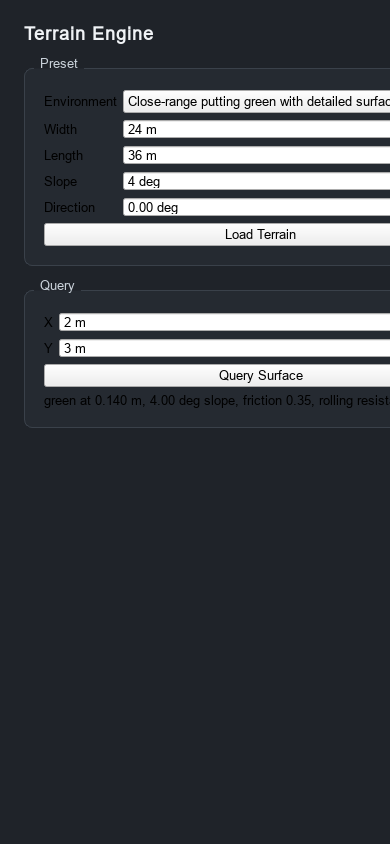 Terrain Engine
Preset
Environment Close-range putting green with detailed
Width 24 m
Length 36 m
Slope 4 deg
Direction 0.00 deg
Load Terrain
Query
X 2 m
Y 3 m
Query Surface
green at 0.140 m, 4.00 deg slope, friction 0.35, rolling